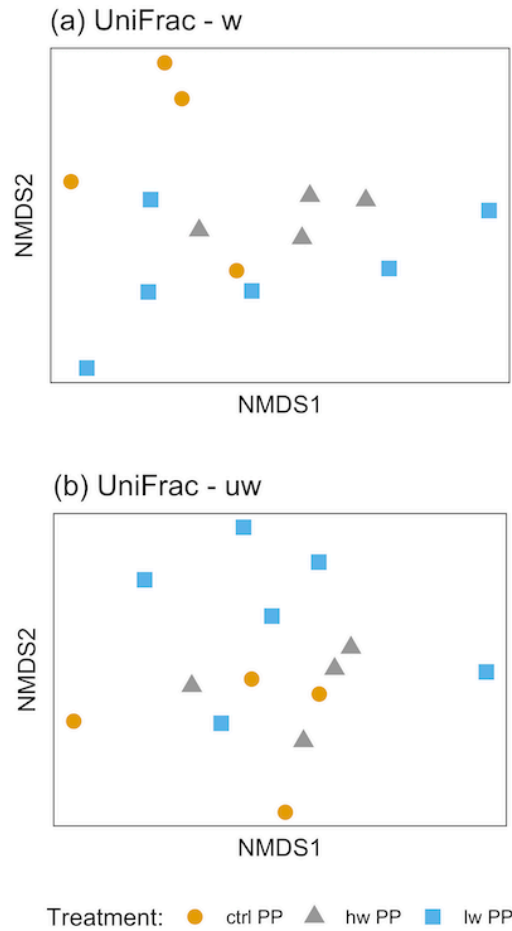 (a) UniFrac - w
NMDS2
NMDS1
(b) UniFrac - uw
NMDS2
NMDS1
Treatment: ctrl PP hw PP lw PP